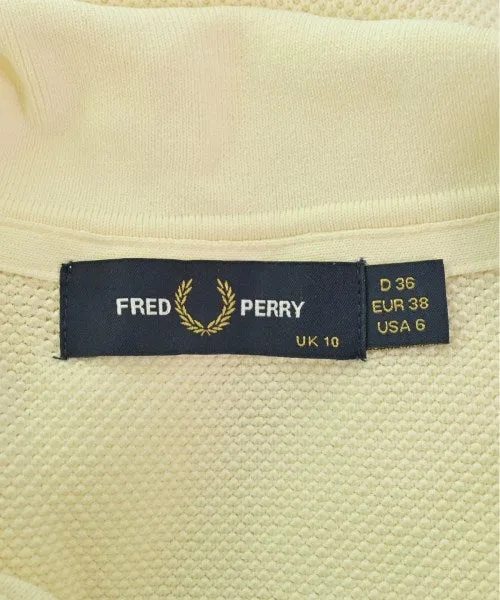 FRED PERRY
UK 10
D 36
EUR 38
USA 6